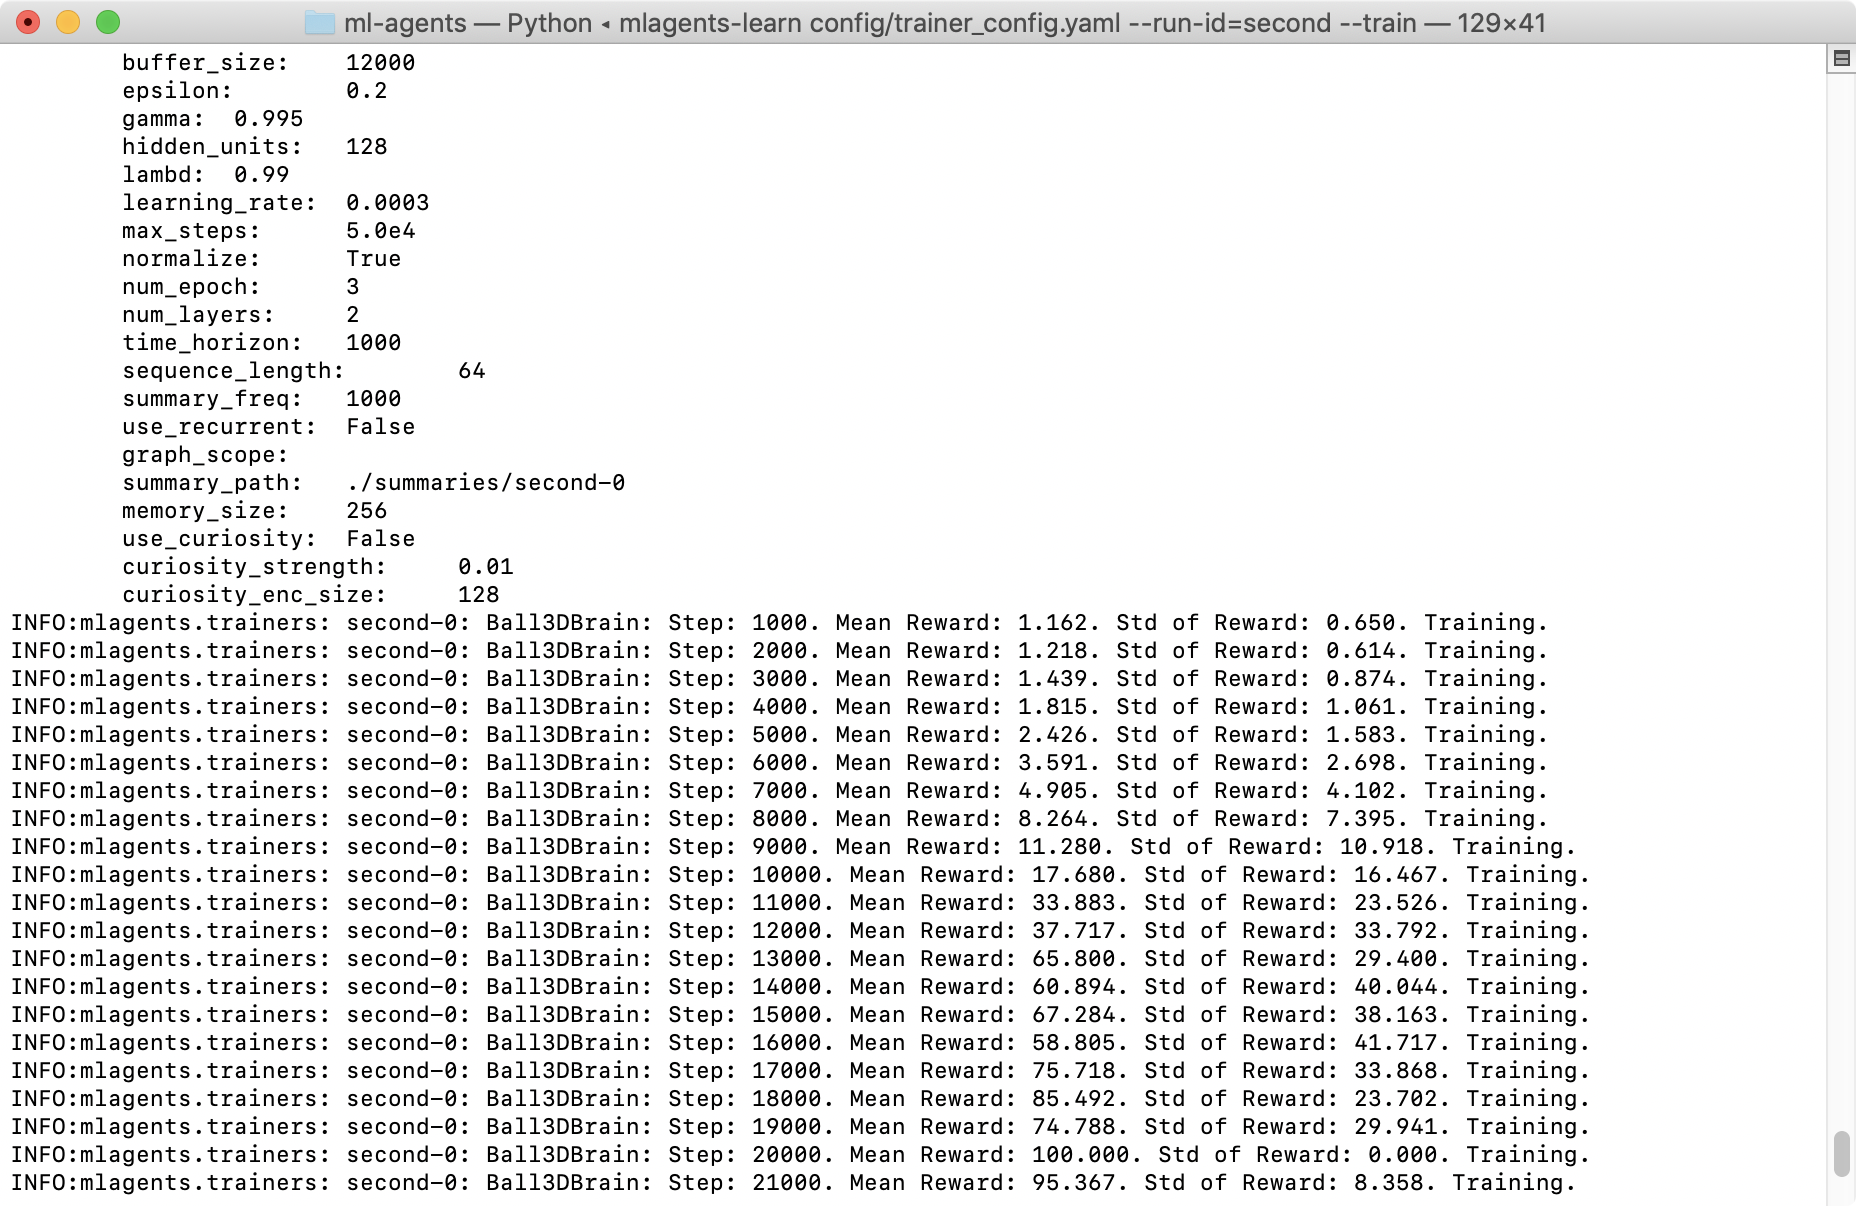 ml-agents — Python ◂ mlagents-learn config/trainer_config.yaml --run-id=second --train — 129×41
buffer_size: 12000
epsilon: 0.2
gamma: 0.995
hidden_units: 128
lambd: 0.99
learning_rate: 0.0003
max_steps: 5.0e4
normalize: True
num_epoch: 3
num_layers: 2
time_horizon: 1000
sequence_length: 64
summary_freq: 1000
use_recurrent: False
graph_scope:
summary_path: ./summaries/second-0
memory_size: 256
use_curiosity: False
curiosity_strength: 0.01
curiosity_enc_size: 128
INFO:mlagents.trainers: second-0: Ball3DBrain: Step: 1000. Mean Reward: 1.162. Std of Reward: 0.650. Training.
INFO:mlagents.trainers: second-0: Ball3DBrain: Step: 2000. Mean Reward: 1.218. Std of Reward: 0.614. Training.
INFO:mlagents.trainers: second-0: Ball3DBrain: Step: 3000. Mean Reward: 1.439. Std of Reward: 0.874. Training.
INFO:mlagents.trainers: second-0: Ball3DBrain: Step: 4000. Mean Reward: 1.815. Std of Reward: 1.061. Training.
INFO:mlagents.trainers: second-0: Ball3DBrain: Step: 5000. Mean Reward: 2.426. Std of Reward: 1.583. Training.
INFO:mlagents.trainers: second-0: Ball3DBrain: Step: 6000. Mean Reward: 3.591. Std of Reward: 2.698. Training.
INFO:mlagents.trainers: second-0: Ball3DBrain: Step: 7000. Mean Reward: 4.905. Std of Reward: 4.102. Training.
INFO:mlagents.trainers: second-0: Ball3DBrain: Step: 8000. Mean Reward: 8.264. Std of Reward: 7.395. Training.
INFO:mlagents.trainers: second-0: Ball3DBrain: Step: 9000. Mean Reward: 11.280. Std of Reward: 10.918. Training.
INFO:mlagents.trainers: second-0: Ball3DBrain: Step: 10000. Mean Reward: 17.680. Std of Reward: 16.467. Training.
INFO:mlagents.trainers: second-0: Ball3DBrain: Step: 11000. Mean Reward: 33.883. Std of Reward: 23.526. Training.
INFO:mlagents.trainers: second-0: Ball3DBrain: Step: 12000. Mean Reward: 37.717. Std of Reward: 33.792. Training.
INFO:mlagents.trainers: second-0: Ball3DBrain: Step: 13000. Mean Reward: 65.800. Std of Reward: 29.400. Training.
INFO:mlagents.trainers: second-0: Ball3DBrain: Step: 14000. Mean Reward: 60.894. Std of Reward: 40.044. Training.
INFO:mlagents.trainers: second-0: Ball3DBrain: Step: 15000. Mean Reward: 67.284. Std of Reward: 38.163. Training.
INFO:mlagents.trainers: second-0: Ball3DBrain: Step: 16000. Mean Reward: 58.805. Std of Reward: 41.717. Training.
INFO:mlagents.trainers: second-0: Ball3DBrain: Step: 17000. Mean Reward: 75.718. Std of Reward: 33.868. Training.
INFO:mlagents.trainers: second-0: Ball3DBrain: Step: 18000. Mean Reward: 85.492. Std of Reward: 23.702. Training.
INFO:mlagents.trainers: second-0: Ball3DBrain: Step: 19000. Mean Reward: 74.788. Std of Reward: 29.941. Training.
INFO:mlagents.trainers: second-0: Ball3DBrain: Step: 20000. Mean Reward: 100.000. Std of Reward: 0.000. Training.
INFO:mlagents.trainers: second-0: Ball3DBrain: Step: 21000. Mean Reward: 95.367. Std of Reward: 8.358. Training.